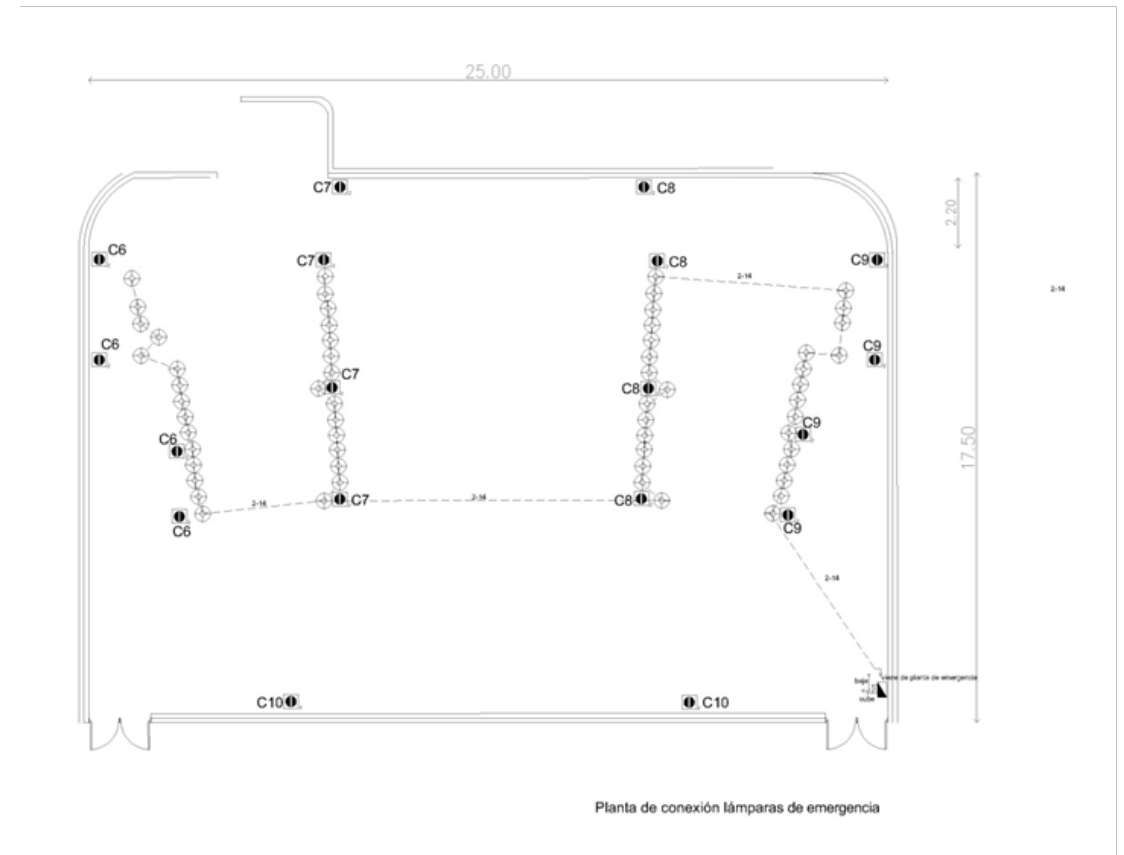 25.00
C7
C8
2.20
C6
C7
C8
C9
2-14
2-14
C6
C9
C7
C8
C9
C6
17.50
C7
C8
2-14
2-14
C6
C9
2-14
viene de planta de emergencia
baja
sube
C10
C10
Planta de conexión lámparas de emergencia